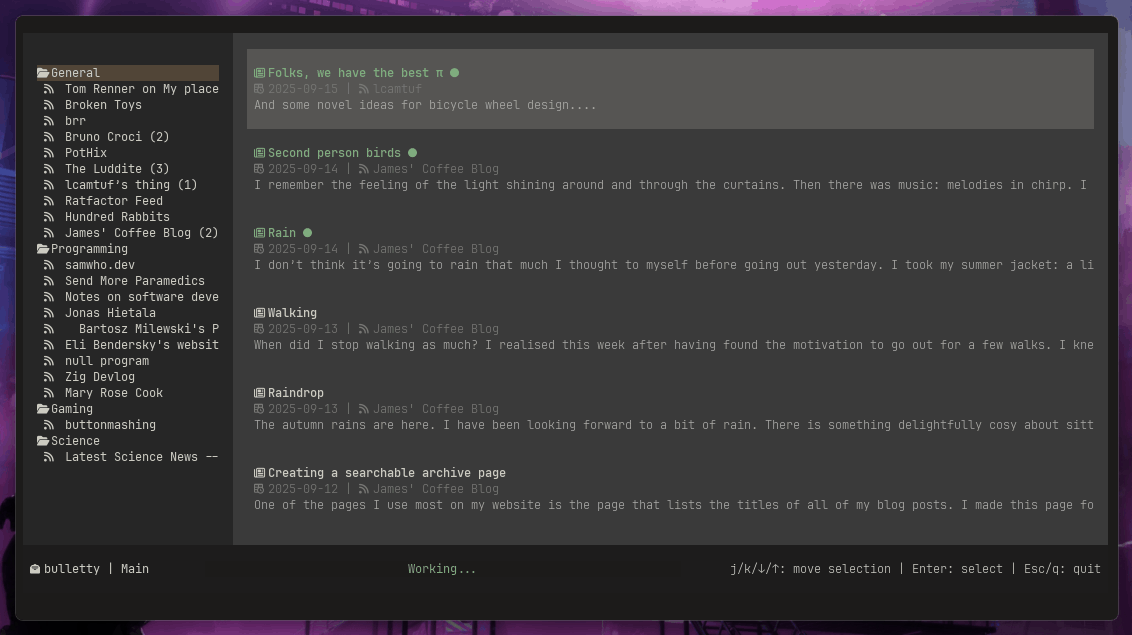 General
Tom Renner on My place
Broken Toys
brr
Bruno Croci (2)
PotHix
The Luddite (3)
lcamtuf's thing (1)
Ratfactor Feed
Hundred Rabbits
James' Coffee Blog (2)
Programming
samwho.dev
Send More Paramedics
Notes on software deve
Jonas Hietala
Bartosz Milewski's P
Eli Bendersky's websit
null program
Zig Devlog
Mary Rose Cook
Gaming
buttonmashing
Science
Latest Science News --
Folks, we have the best π
2025-09-15 | lcamtuf
And some novel ideas for bicycle wheel design....
Second person birds
2025-09-14 | James' Coffee Blog
I remember the feeling of the light shining around and through the curtains. Then there was music: melodies in chirp. I
Rain
2025-09-14 | James' Coffee Blog
I don't think it's going to rain that much I thought to myself before going out yesterday. I took my summer jacket: a li
Walking
2025-09-13 | James' Coffee Blog
When did I stop walking as much? I realised this week after having found the motivation to go out for a few walks. I kne
Raindrop
2025-09-13 | James' Coffee Blog
The autumn rains are here. I have been looking forward to a bit of rain. There is something delightfully cosy about sitt
Creating a searchable archive page
2025-09-12 | James' Coffee Blog
One of the pages I use most on my website is the page that lists the titles of all of my blog posts. I made this page fo
bulletty | Main
Working...
j/k/↓/↑: move selection | Enter: select | Esc/q: quit